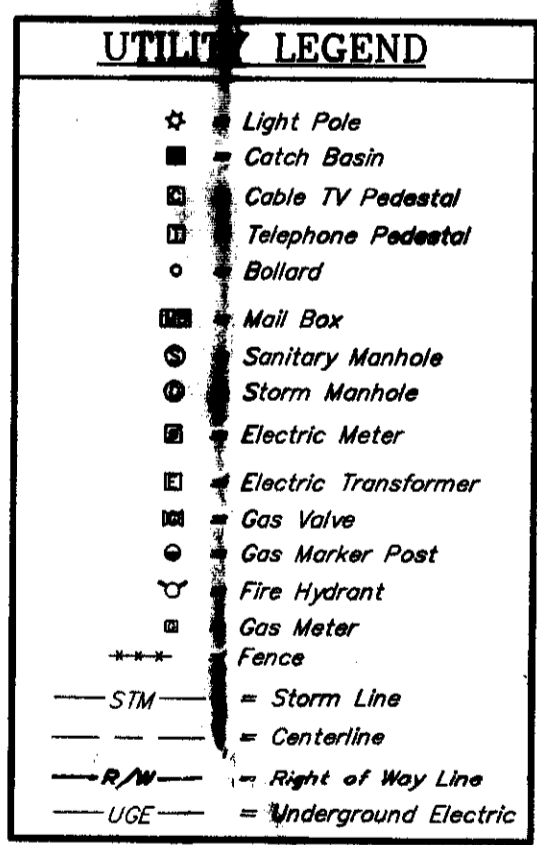 UTILITY LEGEND
= Light Pole
= Catch Basin
C = Cable TV Pedestal
T = Telephone Pedestal
= Bollard
= Mail Box
S = Sanitary Manhole
D = Storm Manhole
= Electric Meter
E = Electric Transformer
= Gas Valve
= Gas Marker Post
= Fire Hydrant
G = Gas Meter
= Fence
STM = Storm Line
= Centerline
R/W = Right of Way Line
UGE = Underground Electric